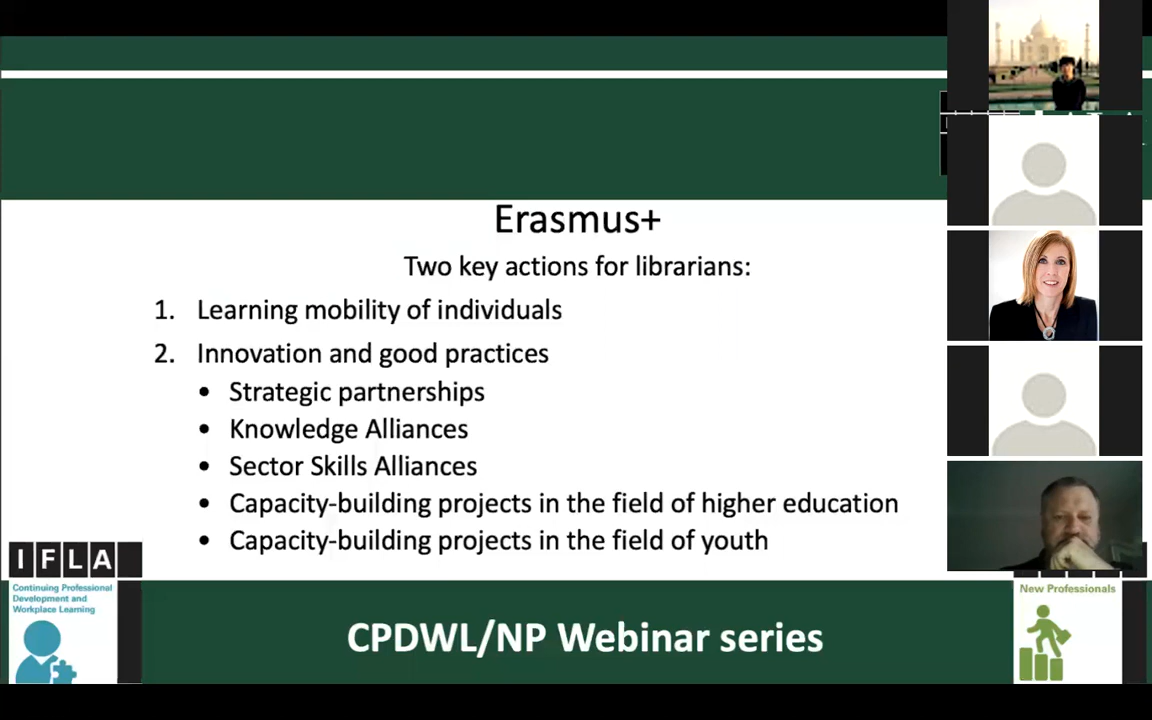 Erasmus+
Two key actions for librarians:
1. Learning mobility of individuals
2. Innovation and good practices
• Strategic partnerships
• Knowledge Alliances
• Sector Skills Alliances
• Capacity-building projects in the field of higher education
• Capacity-building projects in the field of youth
IFLA
Continuing Professional
Development and
Workplace Learning
CPDWL/NP Webinar series
New Professionals